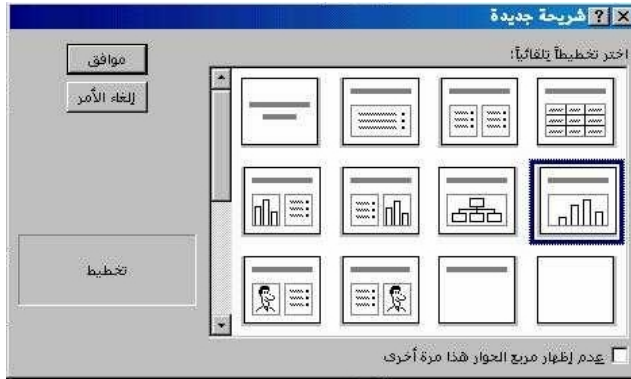 شريحة جديدة
اختر تخطيطاً تلقائياً:
موافق
إلغاء الأمر
تخطيط
عدم إظهار مربع الحوار هذا مرة أخرى